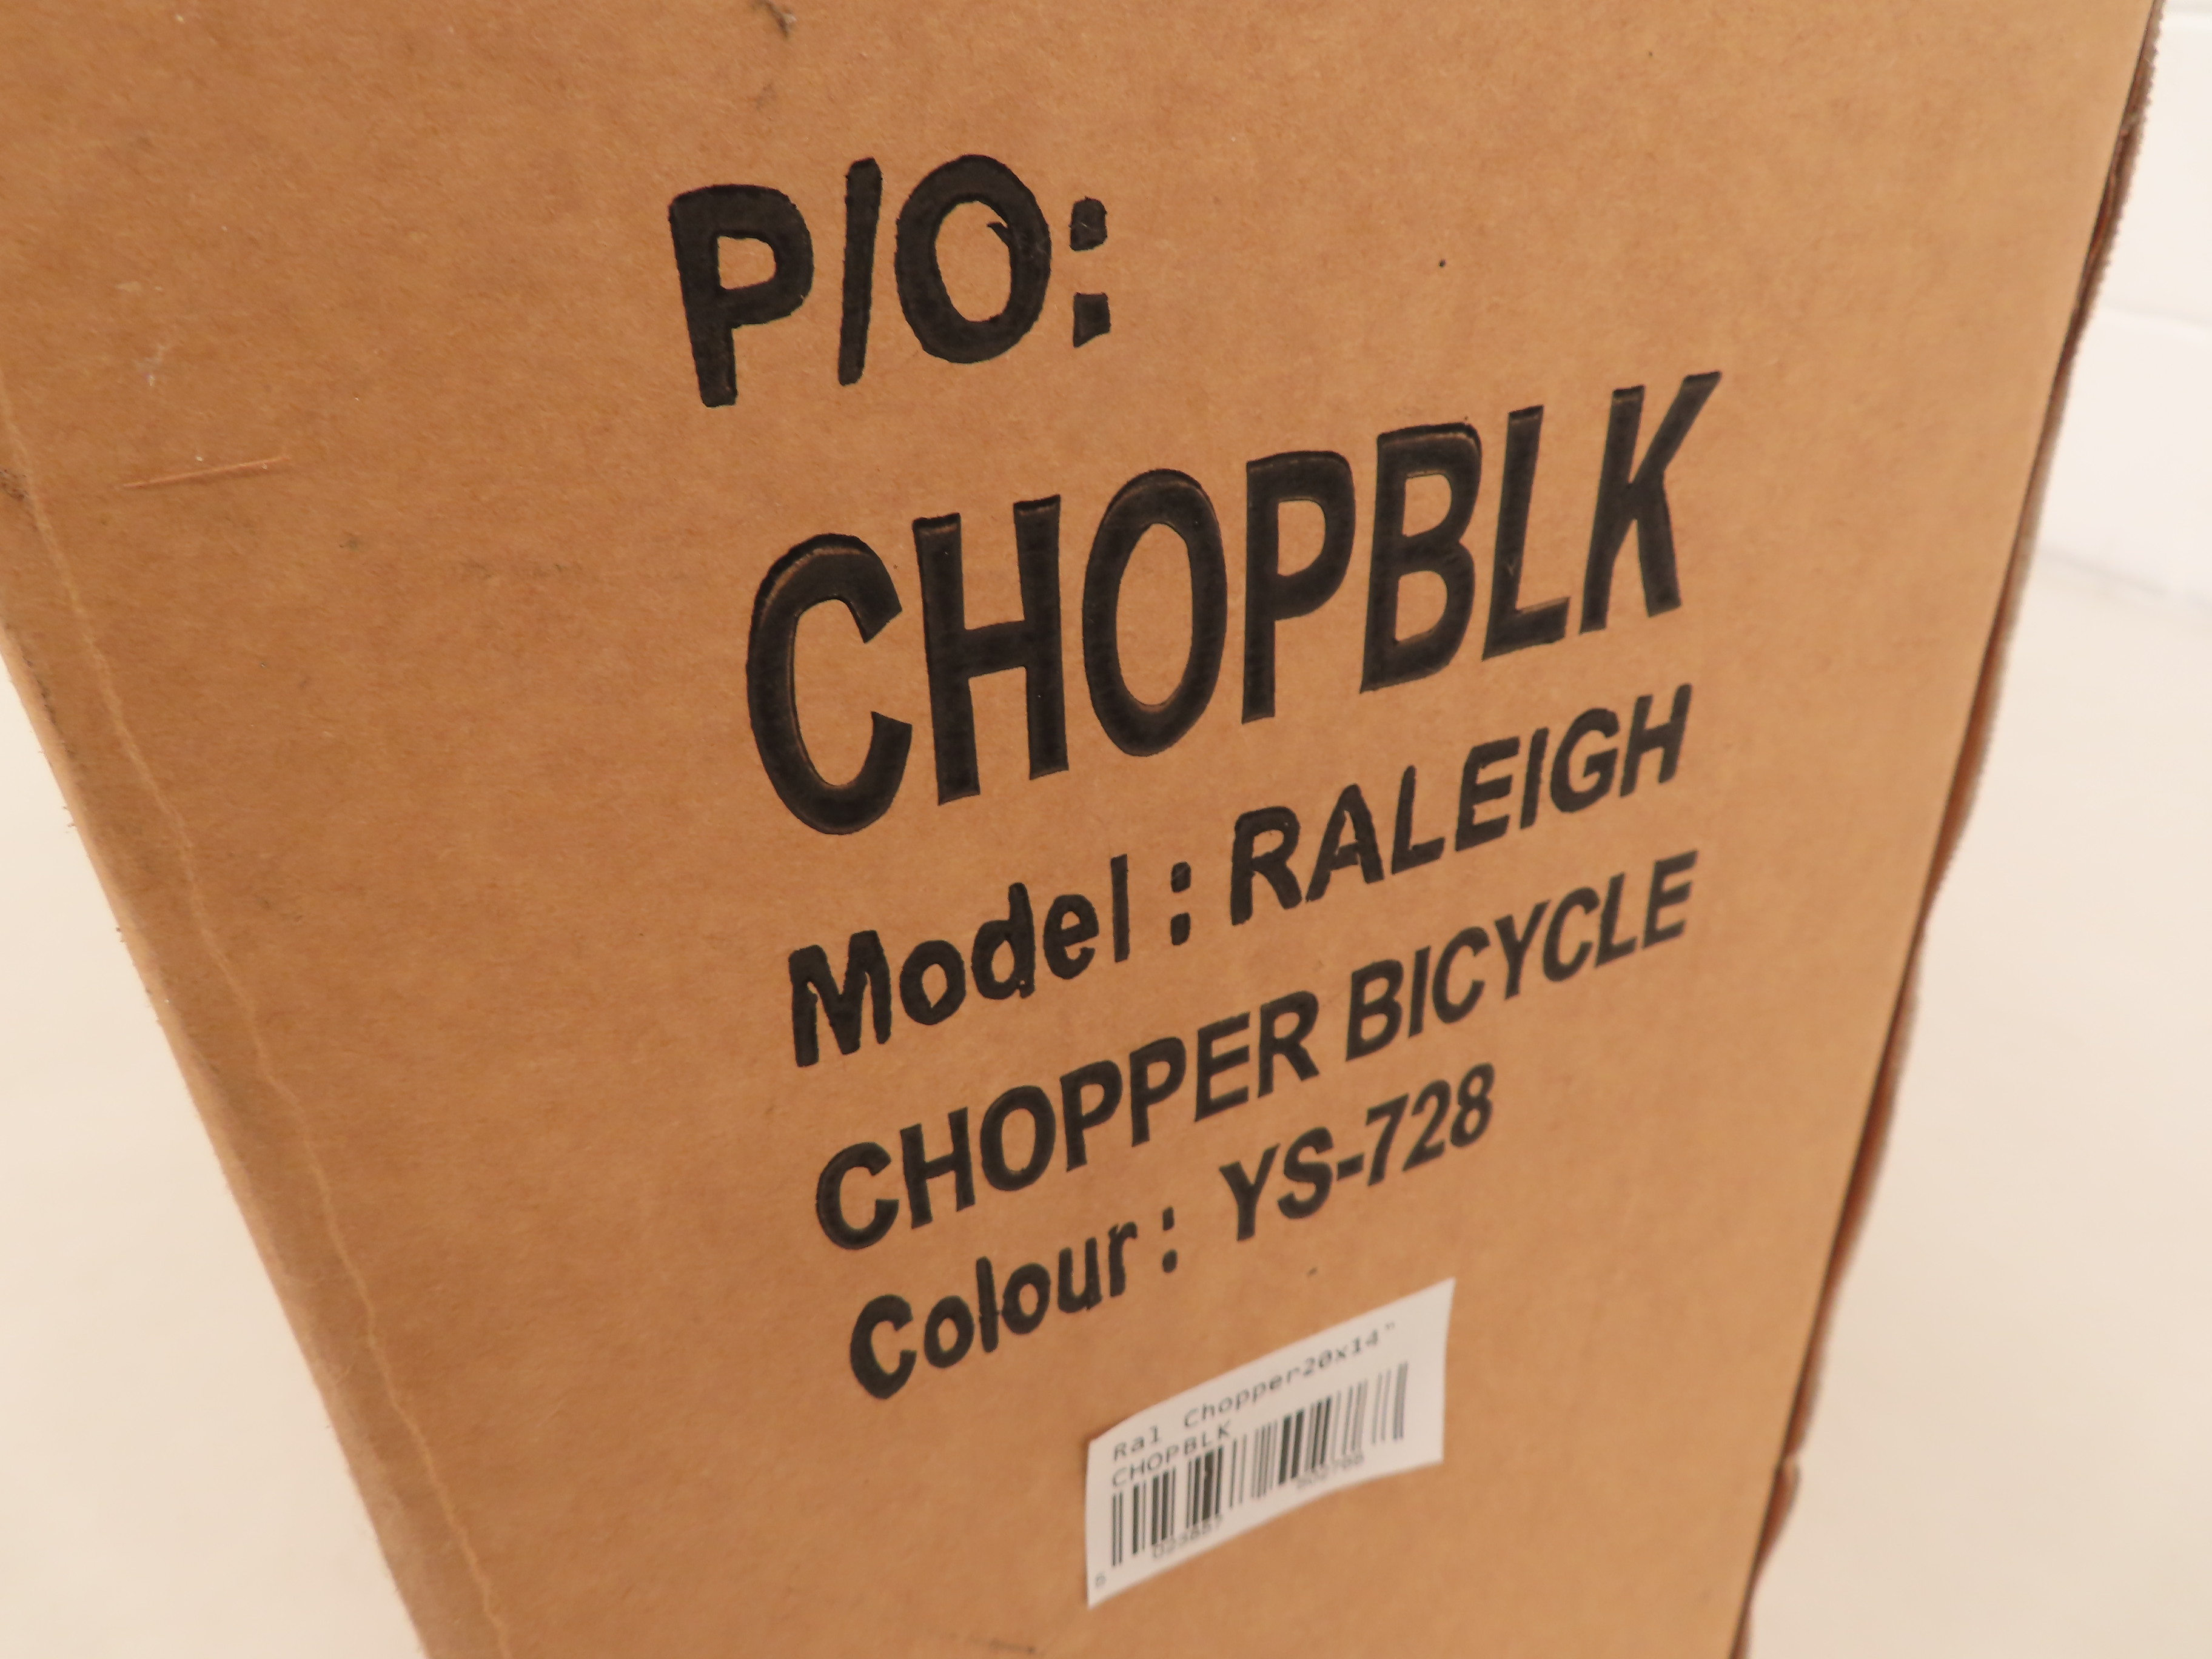 P/O:
CHOPBLK
Model : RALEIGH
CHOPPER BICYCLE
Colour : YS-728
Ral Chopper20x14"
CHOPBLK